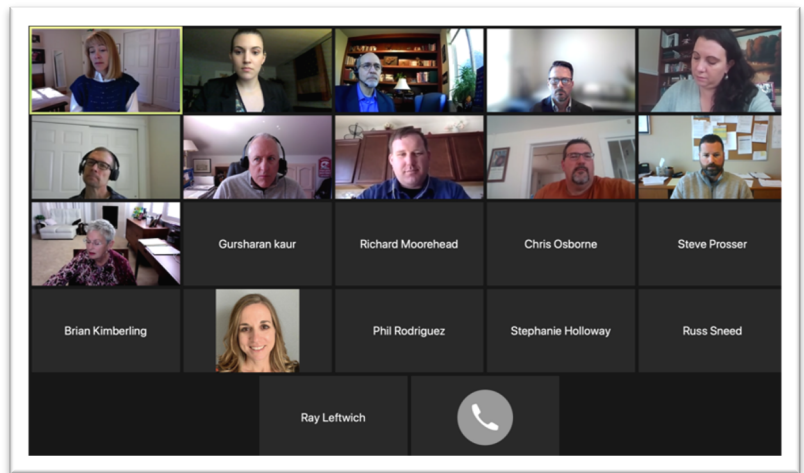 Gursharan kaur
Richard Moorehead
Chris Osborne
Steve Prosser
Brian Kimberling
Phil Rodriguez
Stephanie Holloway
Russ Sneed
Ray Leftwich